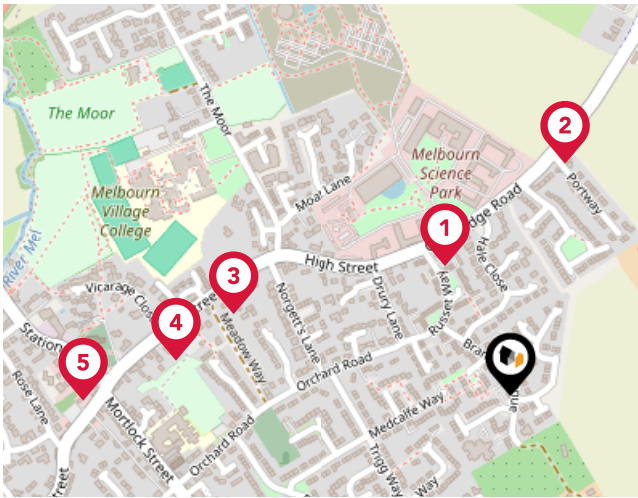 The Moor
The Moor
2
Melbourn
Science
Park
Portway
Moat Lane
Melbourn
Village
College
1
River Mel
High Street
Hale Close
3
Vicarage
Norgett's Lane
Drury Lane
Russet Way
4
Meadow Way
Station
5
Orchard Road
Rose Lane
Mortlock Street
Medcalfe Way
Orchard Road
Trigg Way
Way